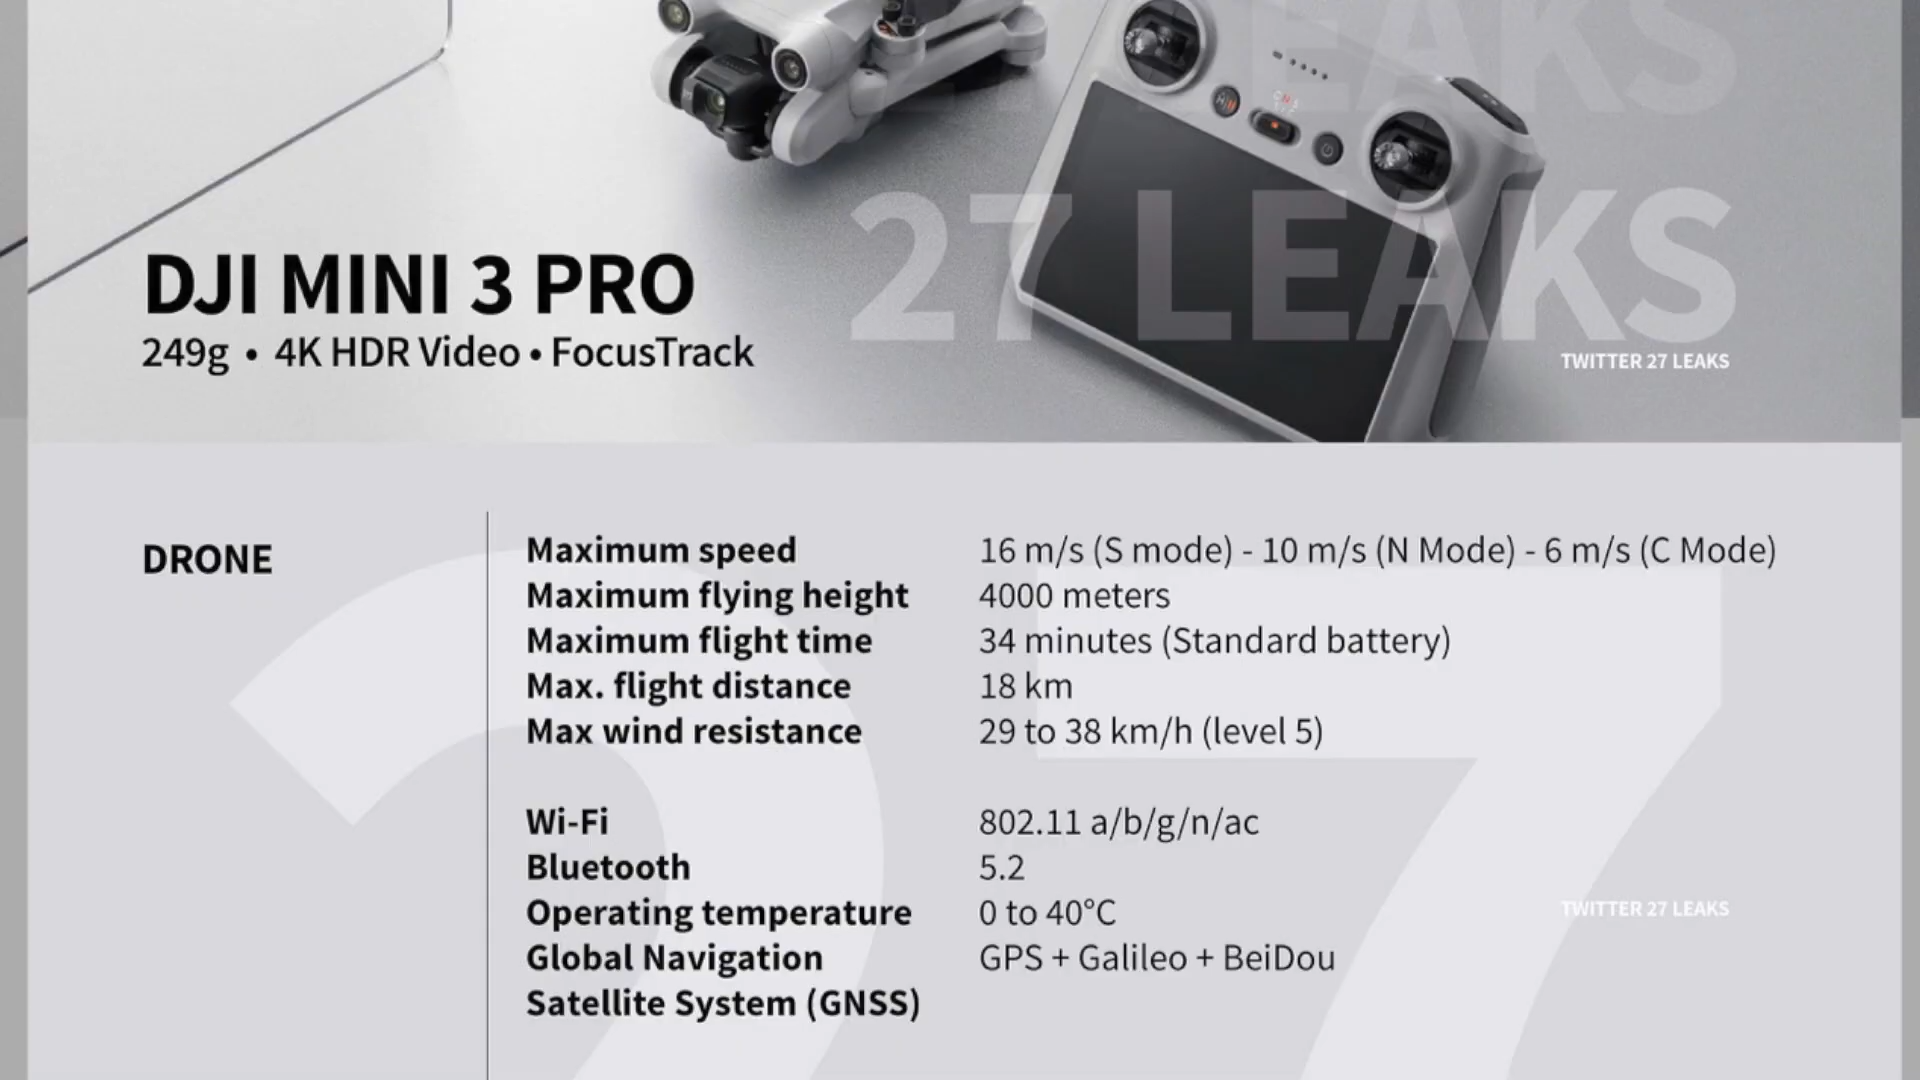 LEAKS
27 LEAKS
DJI MINI 3 PRO
249g • 4K HDR Video • FocusTrack
TWITTER 27 LEAKS
DRONE
Maximum speed 16 m/s (S mode) - 10 m/s (N Mode) - 6 m/s (C Mode)
Maximum flying height 4000 meters
Maximum flight time 34 minutes (Standard battery)
Max. flight distance 18 km
Max wind resistance 29 to 38 km/h (level 5)
Wi-Fi 802.11 a/b/g/n/ac
Bluetooth 5.2
Operating temperature 0 to 40°C
TWITTER 27 LEAKS
Global Navigation GPS + Galileo + BeiDou
Satellite System (GNSS)
27